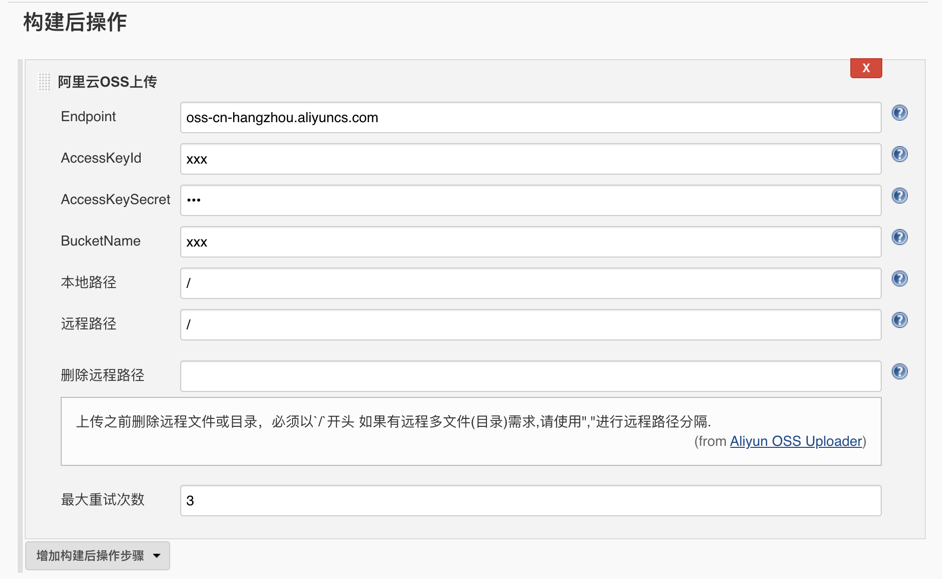 构建后操作
阿里云OSS上传
X
Endpoint
oss-cn-hangzhou.aliyuncs.com
AccessKeyId
xxx
AccessKeySecret
•••
BucketName
xxx
本地路径
/
远程路径
/
删除远程路径
上传之前删除远程文件或目录，必须以`/`开头 如果有远程多文件(目录)需求,请使用","进行远程路径分隔.
(from Aliyun OSS Uploader)
最大重试次数
3
增加构建后操作步骤